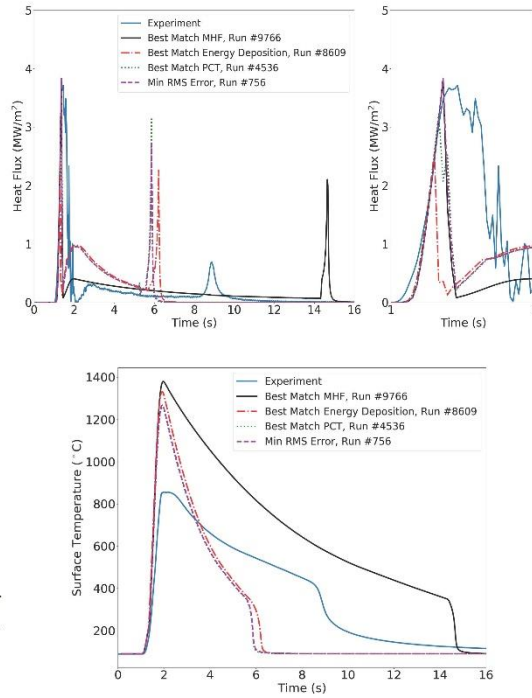 5
4
3
2
1
0
Heat Flux (MW/m²)
Experiment
Best Match MHF, Run #9766
Best Match Energy Deposition, Run #8609
Best Match PCT, Run #4536
Min RMS Error, Run #756
0 2 4 6 8 10 12 14 16
Time (s)
5
4
3
2
1
Heat Flux (MW/m²)
1
Time (s)
1400
1200
1000
800
600
400
200
Surface Temperature (°C)
Experiment
Best Match MHF, Run #9766
Best Match Energy Deposition, Run #8609
Best Match PCT, Run #4536
Min RMS Error, Run #756
0 2 4 6 8 10 12 14 16
Time (s)